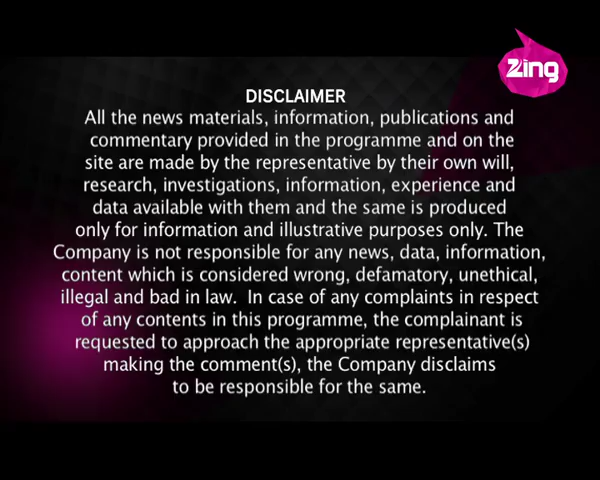 Zing
DISCLAIMER
All the news materials, information, publications and
commentary provided in the programme and on the
site are made by the representative by their own will,
research, investigations, information, experience and
data available with them and the same is produced
only for information and illustrative purposes only. The
Company is not responsible for any news, data, information,
content which is considered wrong, defamatory, unethical,
illegal and bad in law. In case of any complaints in respect
of any contents in this programme, the complainant is
requested to approach the appropriate representative(s)
making the comment(s), the Company disclaims
to be responsible for the same.